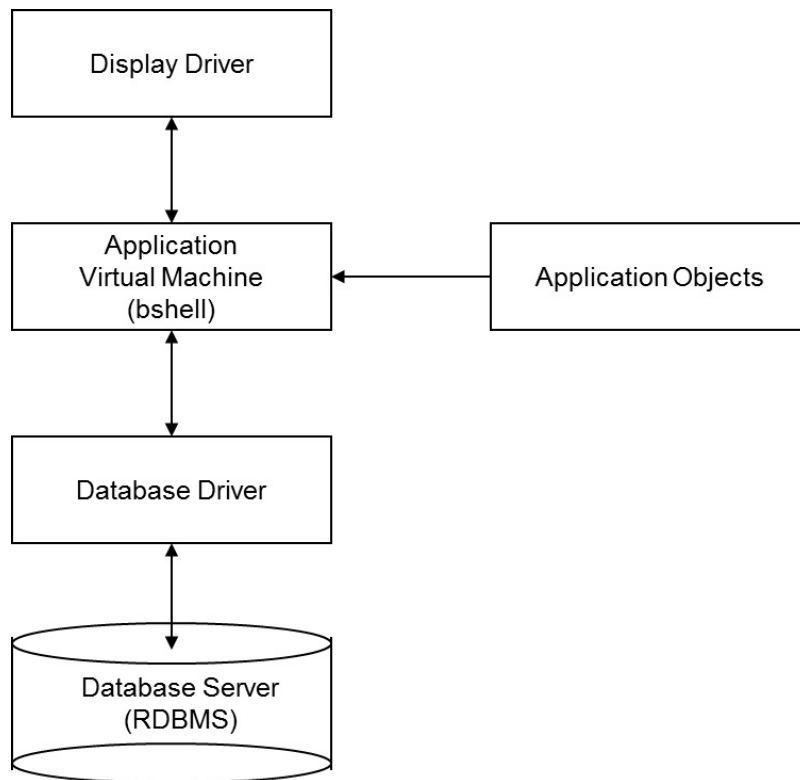 Display Driver
Application
Virtual Machine
(bshell)
Application Objects
Database Driver
Database Server
(RDBMS)